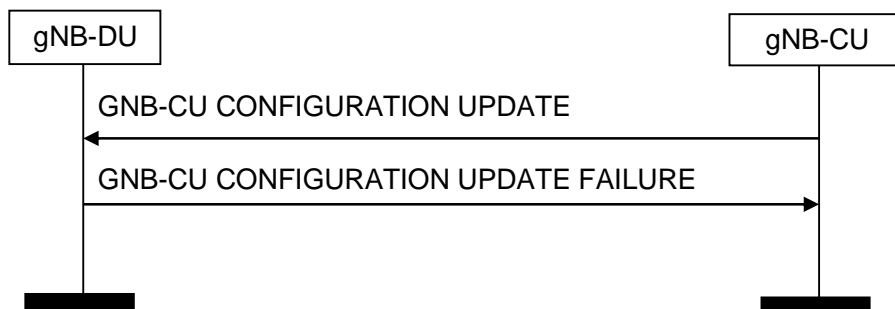 gNB-DU
gNB-CU
GNB-CU CONFIGURATION UPDATE
GNB-CU CONFIGURATION UPDATE FAILURE